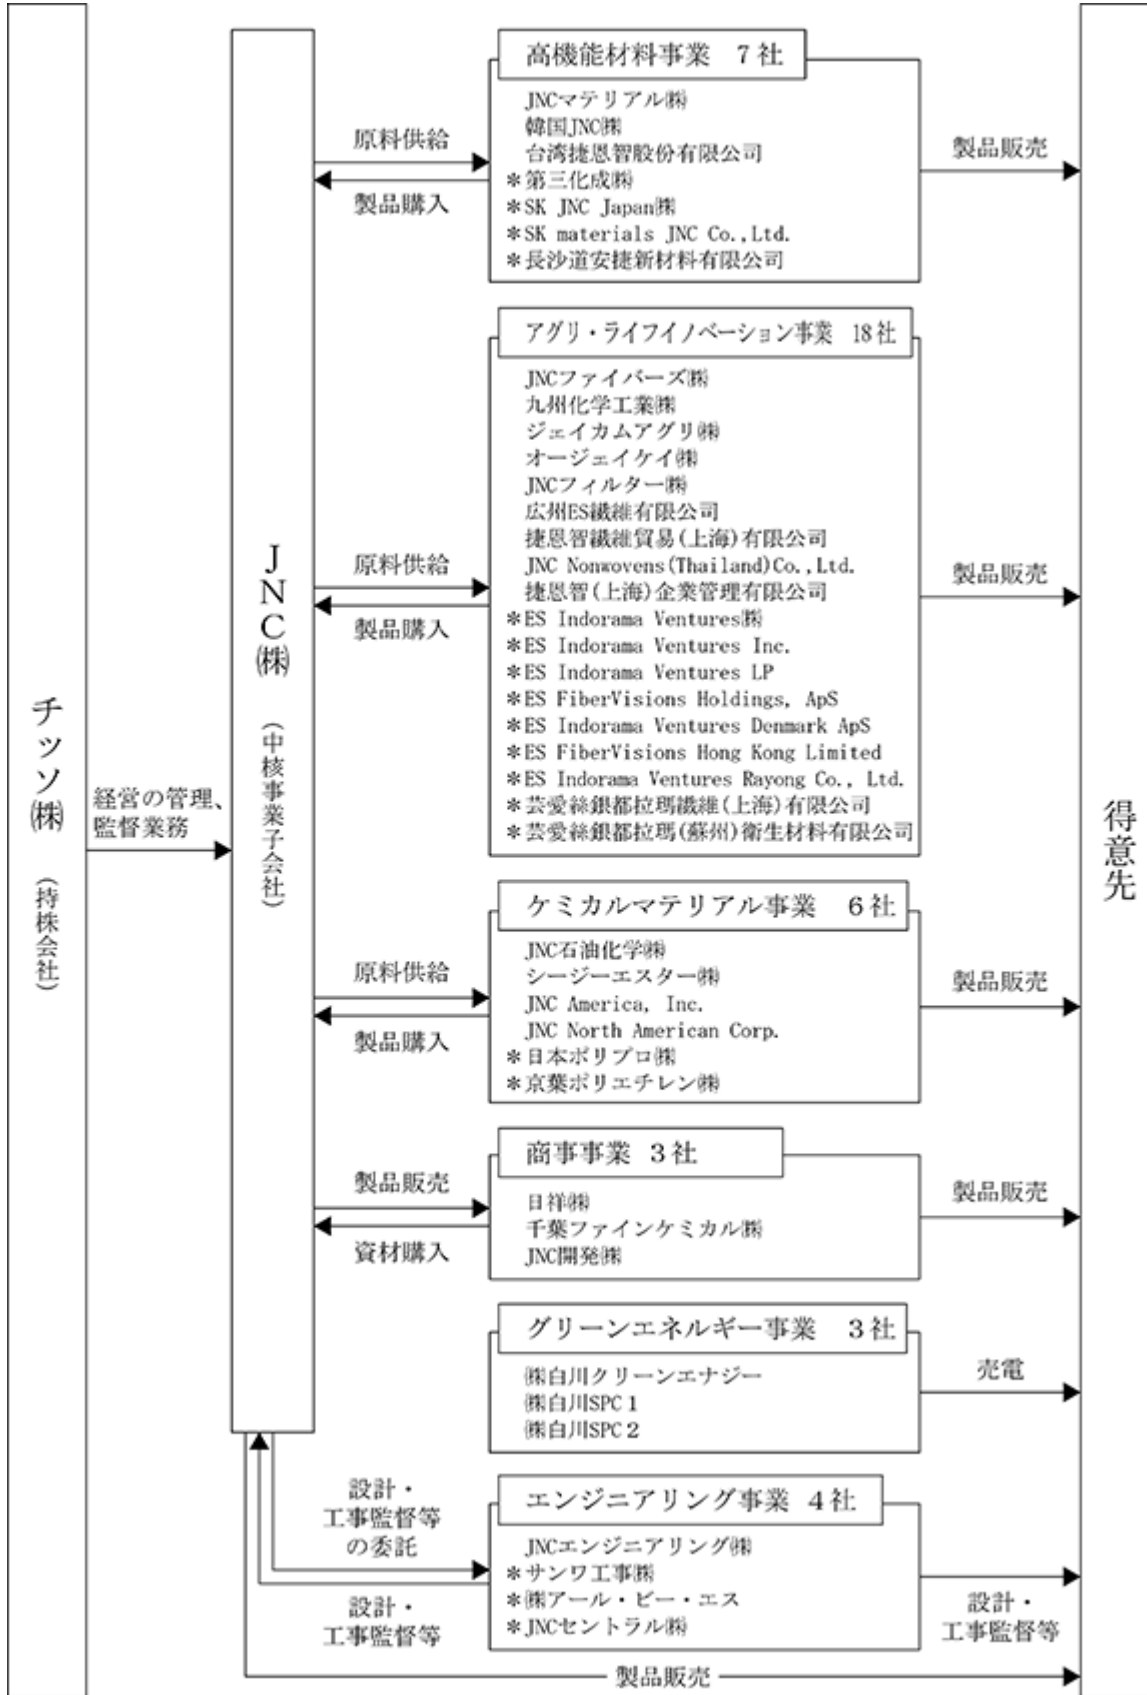 チッソ㈱
(持株会社)
経営の管理、
監督業務
JNC㈱
(中核事業子会社)
原料供給
製品購入
高機能材料事業 7社
JNCマテリアル㈱
韓国JNC㈱
台湾捷恩智股份有限公司
*第三化成㈱
*SK JNC Japan㈱
*SK materials JNC Co.,Ltd.
*長沙道安捷新材料有限公司
製品販売
原料供給
製品購入
アグリ・ライフイノベーション事業 18社
JNCファイバーズ㈱
九州化学工業㈱
ジェイカムアグリ㈱
オージェイケイ㈱
JNCフィルター㈱
広州ES繊維有限公司
捷恩智繊維貿易(上海)有限公司
JNC Nonwovens(Thailand)Co.,Ltd.
捷恩智(上海)企業管理有限公司
*ES Indorama Ventures㈱
*ES Indorama Ventures Inc.
*ES Indorama Ventures LP
*ES FiberVisions Holdings, ApS
*ES Indorama Ventures Denmark ApS
*ES FiberVisions Hong Kong Limited
*ES Indorama Ventures Rayong Co., Ltd.
*芸愛絲銀都拉瑪繊維(上海)有限公司
*芸愛絲銀都拉瑪(蘇州)衛生材料有限公司
製品販売
原料供給
製品購入
ケミカルマテリアル事業 6社
JNC石油化学㈱
シージーエスター㈱
JNC America, Inc.
JNC North American Corp.
*日本ポリプロ㈱
*京葉ポリエチレン㈱
製品販売
製品販売
資材購入
商事事業 3社
日祥㈱
千葉ファインケミカル㈱
JNC開発㈱
製品販売
グリーンエネルギー事業 3社
㈱白川クリーンエナジー
㈱白川SPC1
㈱白川SPC2
売電
設計・
工事監督等
の委託
設計・
工事監督等
エンジニアリング事業 4社
JNCエンジニアリング㈱
*サンワ工事㈱
*㈱アール・ビー・エス
*JNCセントラル㈱
設計・
工事監督等
製品販売
得意先